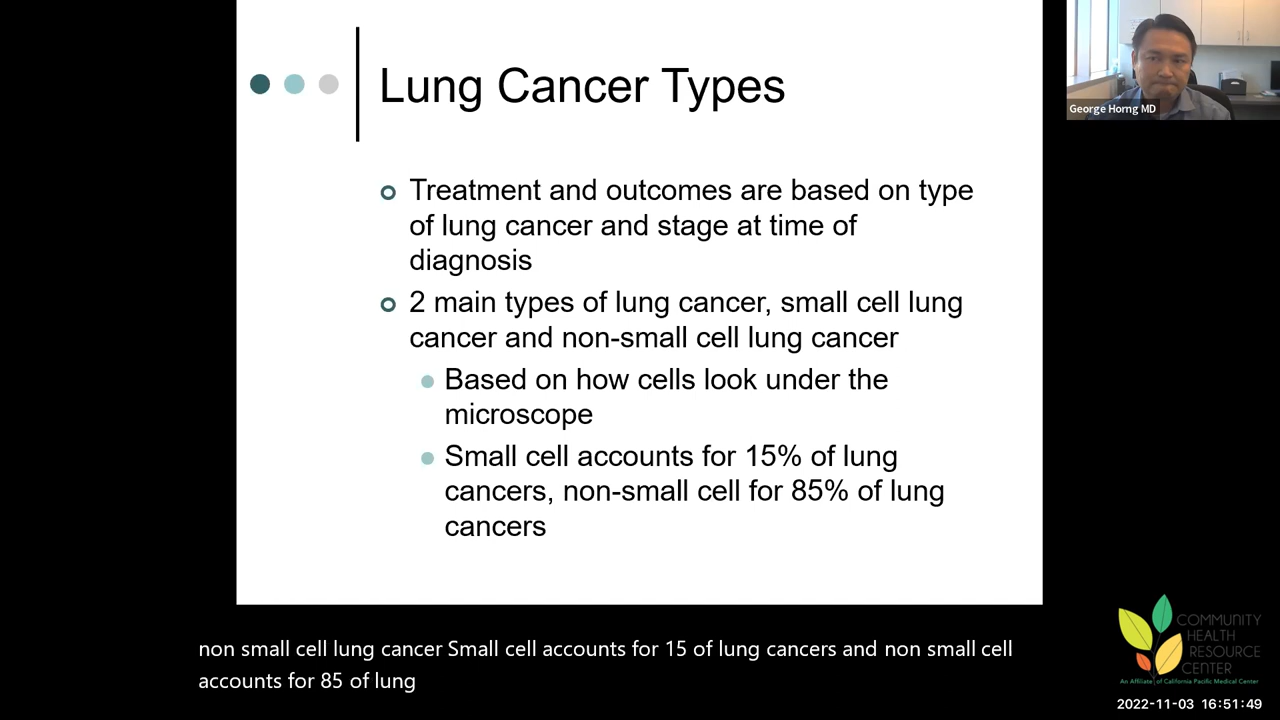 Lung Cancer Types
Treatment and outcomes are based on type
of lung cancer and stage at time of
diagnosis
2 main types of lung cancer, small cell lung
cancer and non-small cell lung cancer
Based on how cells look under the
microscope
Small cell accounts for 15% of lung
cancers, non-small cell for 85% of lung
cancers
George Horng MD
non small cell lung cancer Small cell accounts for 15 of lung cancers and non small cell
accounts for 85 of lung
COMMUNITY
HEALTH
RESOURCE
CENTER
An Affiliate of California Pacific Medical Center
2022-11-03 16:51:49